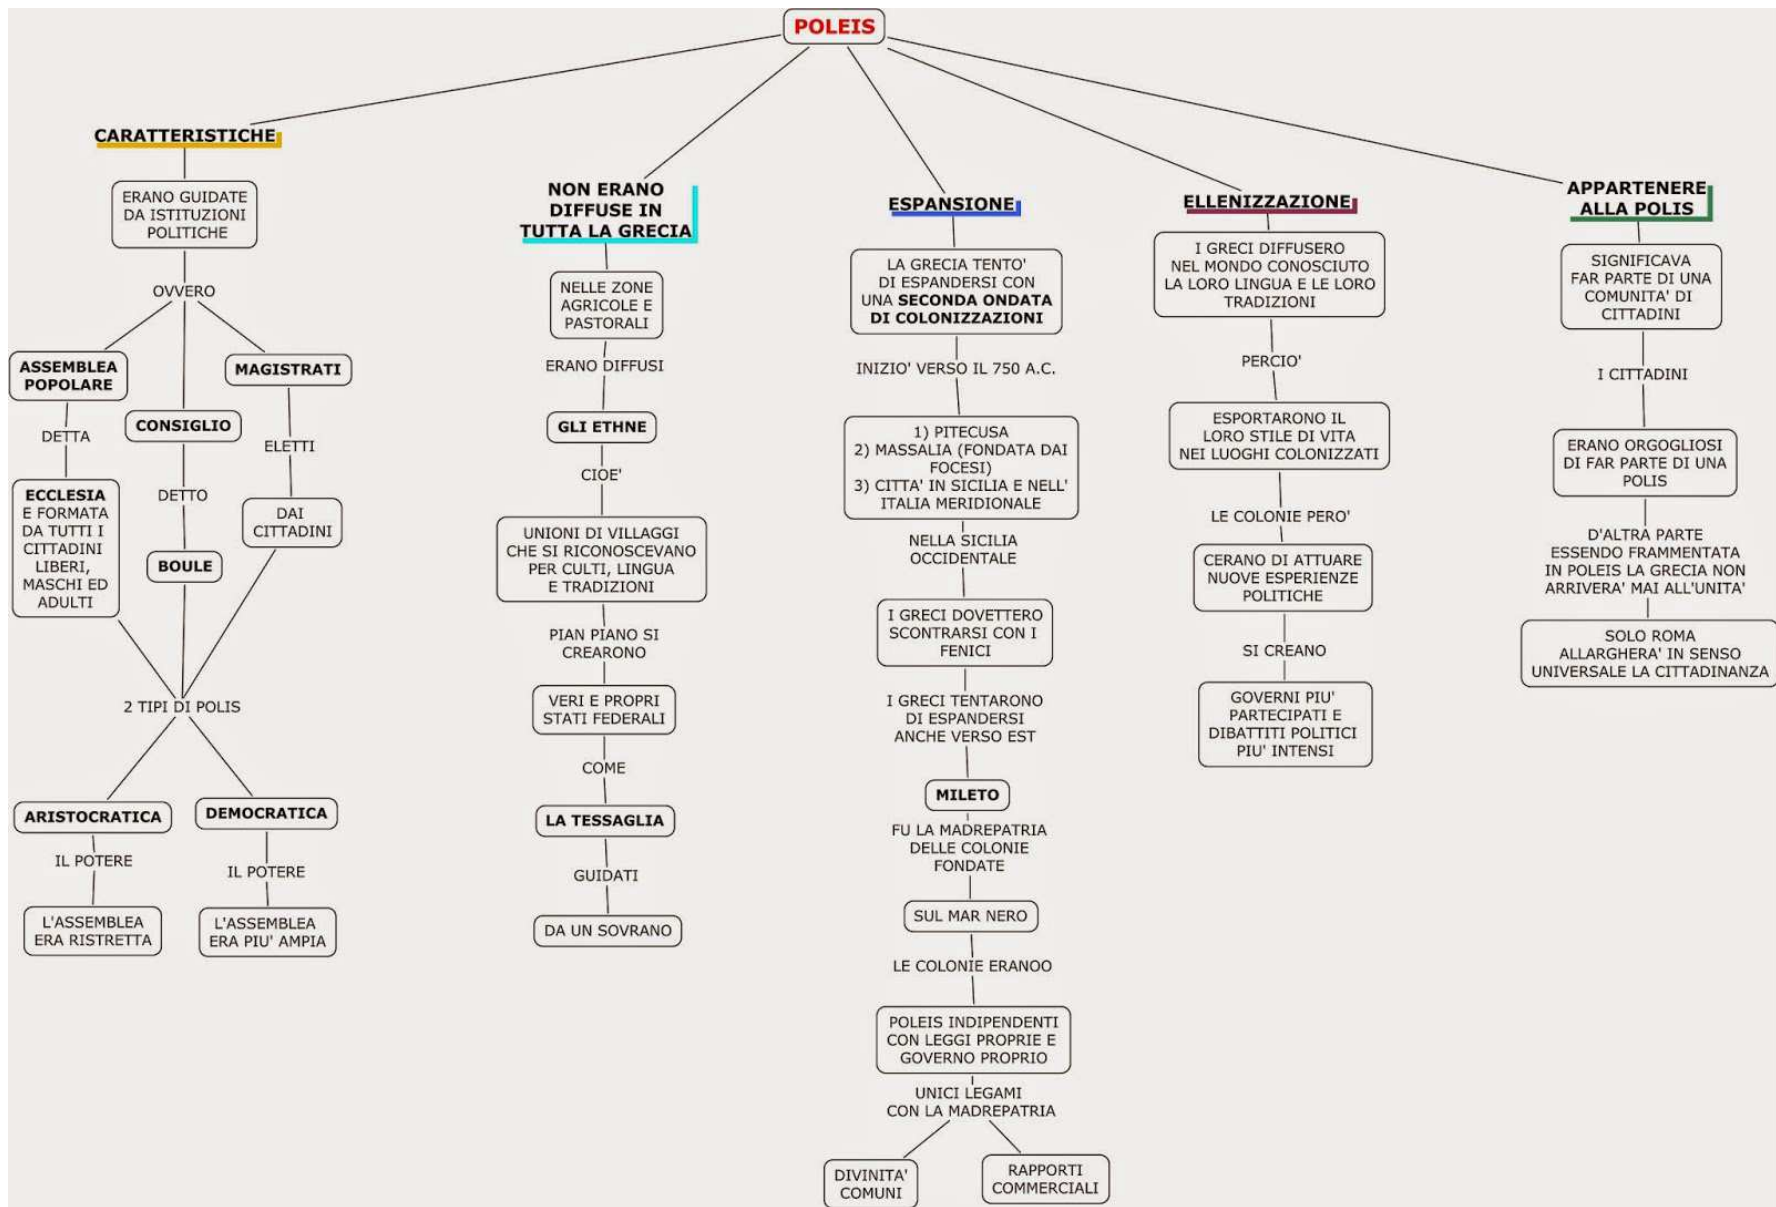 POLEIS
CARATTERISTICHE
ERANO GUIDATE
DA ISTITUZIONI
POLITICHE
OVVERO
ASSEMBLEA
POPOLARE
DETTA
ECCLESIA
E FORMATA
DA TUTTI I
CITTADINI
LIBERI,
MASCHI ED
ADULTI
CONSIGLIO
DETTO
BOULE
MAGISTRATI
ELETTI
DAI
CITTADINI
2 TIPI DI POLIS
ARISTOCRATICA
IL POTERE
L'ASSEMBLEA
ERA RISTRETTA
DEMOCRATICA
IL POTERE
L'ASSEMBLEA
ERA PIU' AMPIA
NON ERANO
DIFFUSE IN
TUTTA LA GRECIA
NELLE ZONE
AGRICOLE E
PASTORALI
ERANO DIFFUSI
GLI ETHNE
CIOE'
UNIONI DI VILLAGGI
CHE SI RICONOSCEVANO
PER CULTI, LINGUA
E TRADIZIONI
PIAN PIANO SI
CREARONO
VERI E PROPRI
STATI FEDERALI
COME
LA TESSAGLIA
GUIDATI
DA UN SOVRANO
ESPANSIONE
LA GRECIA TENTO'
DI ESPANDERSI CON
UNA SECONDA ONDATA
DI COLONIZZAZIONI
INIZIO' VERSO IL 750 A.C.
1) PITECUSA
2) MASSALIA (FONDATA DAI
FOCESI)
3) CITTA' IN SICILIA E NELL'
ITALIA MERIDIONALE
NELLA SICILIA
OCCIDENTALE
I GRECI DOVETTERO
SCONTRARSI CON I
FENICI
I GRECI TENTARONO
DI ESPANDERSI
ANCHE VERSO EST
MILETO
FU LA MADREPATRIA
DELLE COLONIE
FONDATE
SUL MAR NERO
LE COLONIE ERANOO
POLEIS INDIPENDENTI
CON LEGGI PROPRIE E
GOVERNO PROPRIO
UNICI LEGAMI
CON LA MADREPATRIA
DIVINITA'
COMUNI
RAPPORTI
COMMERCIALI
ELLENIZZAZIONE
I GRECI DIFFUSERO
NEL MONDO CONOSCIUTO
LA LORO LINGUA E LE LORO
TRADIZIONI
PERCIO'
ESPORTARONO IL
LORO STILE DI VITA
NEI LUOGHI COLONIZZATI
LE COLONIE PERO'
CERANO DI ATTUARE
NUOVE ESPERIENZE
POLITICHE
SI CREANO
GOVERNI PIU'
PARTECIPATI E
DIBATTITI POLITICI
PIU' INTENSI
APPARTENERE
ALLA POLIS
SIGNIFICAVA
FAR PARTE DI UNA
COMUNITA' DI
CITTADINI
I CITTADINI
ERANO ORGOGLIOSI
DI FAR PARTE DI UNA
POLIS
D'ALTRA PARTE
ESSENDO FRAMMENTATA
IN POLEIS LA GRECIA NON
ARRIVERA' MAI ALL'UNITA'
SOLO ROMA
ALLARGHERA' IN SENSO
UNIVERSALE LA CITTADINANZA